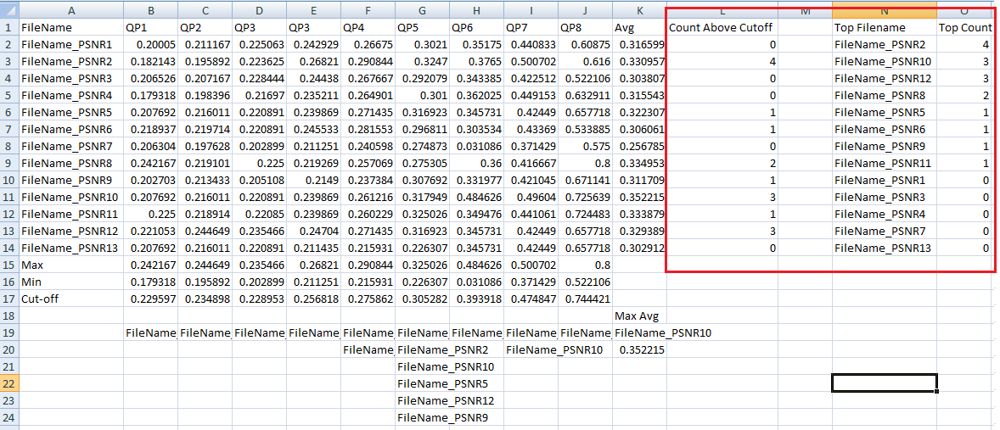 A B C D E F G H I J K L M N O
1 FileName QP1 QP2 QP3 QP3 QP4 QP5 QP6 QP7 QP8 Avg Count Above Cutoff Top Filename Top Count
2 FileName_PSNR1 0.20005 0.211167 0.225063 0.242929 0.26675 0.3021 0.35175 0.440833 0.60875 0.316599 0 FileName_PSNR2 4
3 FileName_PSNR2 0.182143 0.195892 0.223625 0.26821 0.290844 0.3247 0.3765 0.500702 0.616 0.330957 4 FileName_PSNR10 3
4 FileName_PSNR3 0.206526 0.207167 0.228444 0.24438 0.267667 0.292079 0.343385 0.422512 0.522106 0.303807 0 FileName_PSNR12 3
5 FileName_PSNR4 0.179318 0.198396 0.21697 0.235211 0.264901 0.301 0.362025 0.449153 0.632911 0.315543 0 FileName_PSNR8 2
6 FileName_PSNR5 0.207692 0.216011 0.220891 0.239869 0.271435 0.316923 0.345731 0.42449 0.657718 0.322307 1 FileName_PSNR5 1
7 FileName_PSNR6 0.218937 0.219714 0.220891 0.245533 0.281553 0.296811 0.303534 0.43369 0.533885 0.306061 1 FileName_PSNR6 1
8 FileName_PSNR7 0.206304 0.197628 0.202899 0.211251 0.240598 0.274873 0.031086 0.371429 0.575 0.256785 0 FileName_PSNR9 1
9 FileName_PSNR8 0.242167 0.219101 0.225 0.219269 0.257069 0.275305 0.36 0.416667 0.8 0.334953 2 FileName_PSNR11 1
10 FileName_PSNR9 0.202703 0.213433 0.205108 0.2149 0.237384 0.307692 0.331977 0.421045 0.671141 0.311709 1 FileName_PSNR1 0
11 FileName_PSNR10 0.207692 0.216011 0.220891 0.239869 0.261216 0.317949 0.484626 0.49604 0.725639 0.352215 3 FileName_PSNR3 0
12 FileName_PSNR11 0.225 0.218914 0.22085 0.239869 0.260229 0.325026 0.349476 0.441061 0.724483 0.333879 1 FileName_PSNR4 0
13 FileName_PSNR12 0.221053 0.244649 0.235466 0.24704 0.271435 0.316923 0.345731 0.42449 0.657718 0.329389 3 FileName_PSNR7 0
14 FileName_PSNR13 0.207692 0.216011 0.220891 0.211435 0.215931 0.226307 0.345731 0.42449 0.657718 0.302912 0 FileName_PSNR13 0
15 Max 0.242167 0.244649 0.235466 0.26821 0.290844 0.325026 0.484626 0.500702 0.8
16 Min 0.179318 0.195892 0.202899 0.211251 0.215931 0.226307 0.031086 0.371429 0.522106
17 Cut-off 0.229597 0.234898 0.228953 0.256818 0.275862 0.305282 0.393918 0.474847 0.744421
18 Max Avg
19 FileName_ FileName_ FileName_ FileName_ FileName_ FileName_ FileName_ FileName_ FileName_ FileName_PSNR10
20 FileName_ FileName_PSNR2 FileName_PSNR10 0.352215
21 FileName_PSNR10
22 FileName_PSNR5
23 FileName_PSNR12
24 FileName_PSNR9